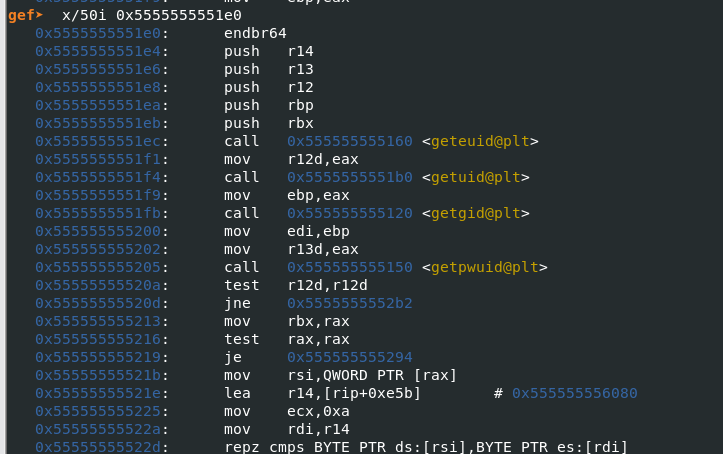 gef➤  x/50i 0x5555555551e0
   0x5555555551e0:      endbr64
   0x5555555551e4:      push   r14
   0x5555555551e6:      push   r13
   0x5555555551e8:      push   r12
   0x5555555551ea:      push   rbp
   0x5555555551eb:      push   rbx
   0x5555555551ec:      call   0x555555555160 <geteuid@plt>
   0x5555555551f1:      mov    r12d,eax
   0x5555555551f4:      call   0x5555555551b0 <getuid@plt>
   0x5555555551f9:      mov    ebp,eax
   0x5555555551fb:      call   0x555555555120 <getgid@plt>
   0x555555555200:      mov    edi,ebp
   0x555555555202:      mov    r13d,eax
   0x555555555205:      call   0x555555555150 <getpwuid@plt>
   0x55555555520a:      test   r12d,r12d
   0x55555555520d:      jne    0x5555555552b2
   0x555555555213:      mov    rbx,rax
   0x555555555216:      test   rax,rax
   0x555555555219:      je     0x555555555294
   0x55555555521b:      mov    rsi,QWORD PTR [rax]
   0x55555555521e:      lea    r14,[rip+0xe5b]        # 0x555555556080
   0x555555555225:      mov    ecx,0xa
   0x55555555522a:      mov    rdi,r14
   0x55555555522d:      repz cmps BYTE PTR ds:[rsi],BYTE PTR es:[rdi]